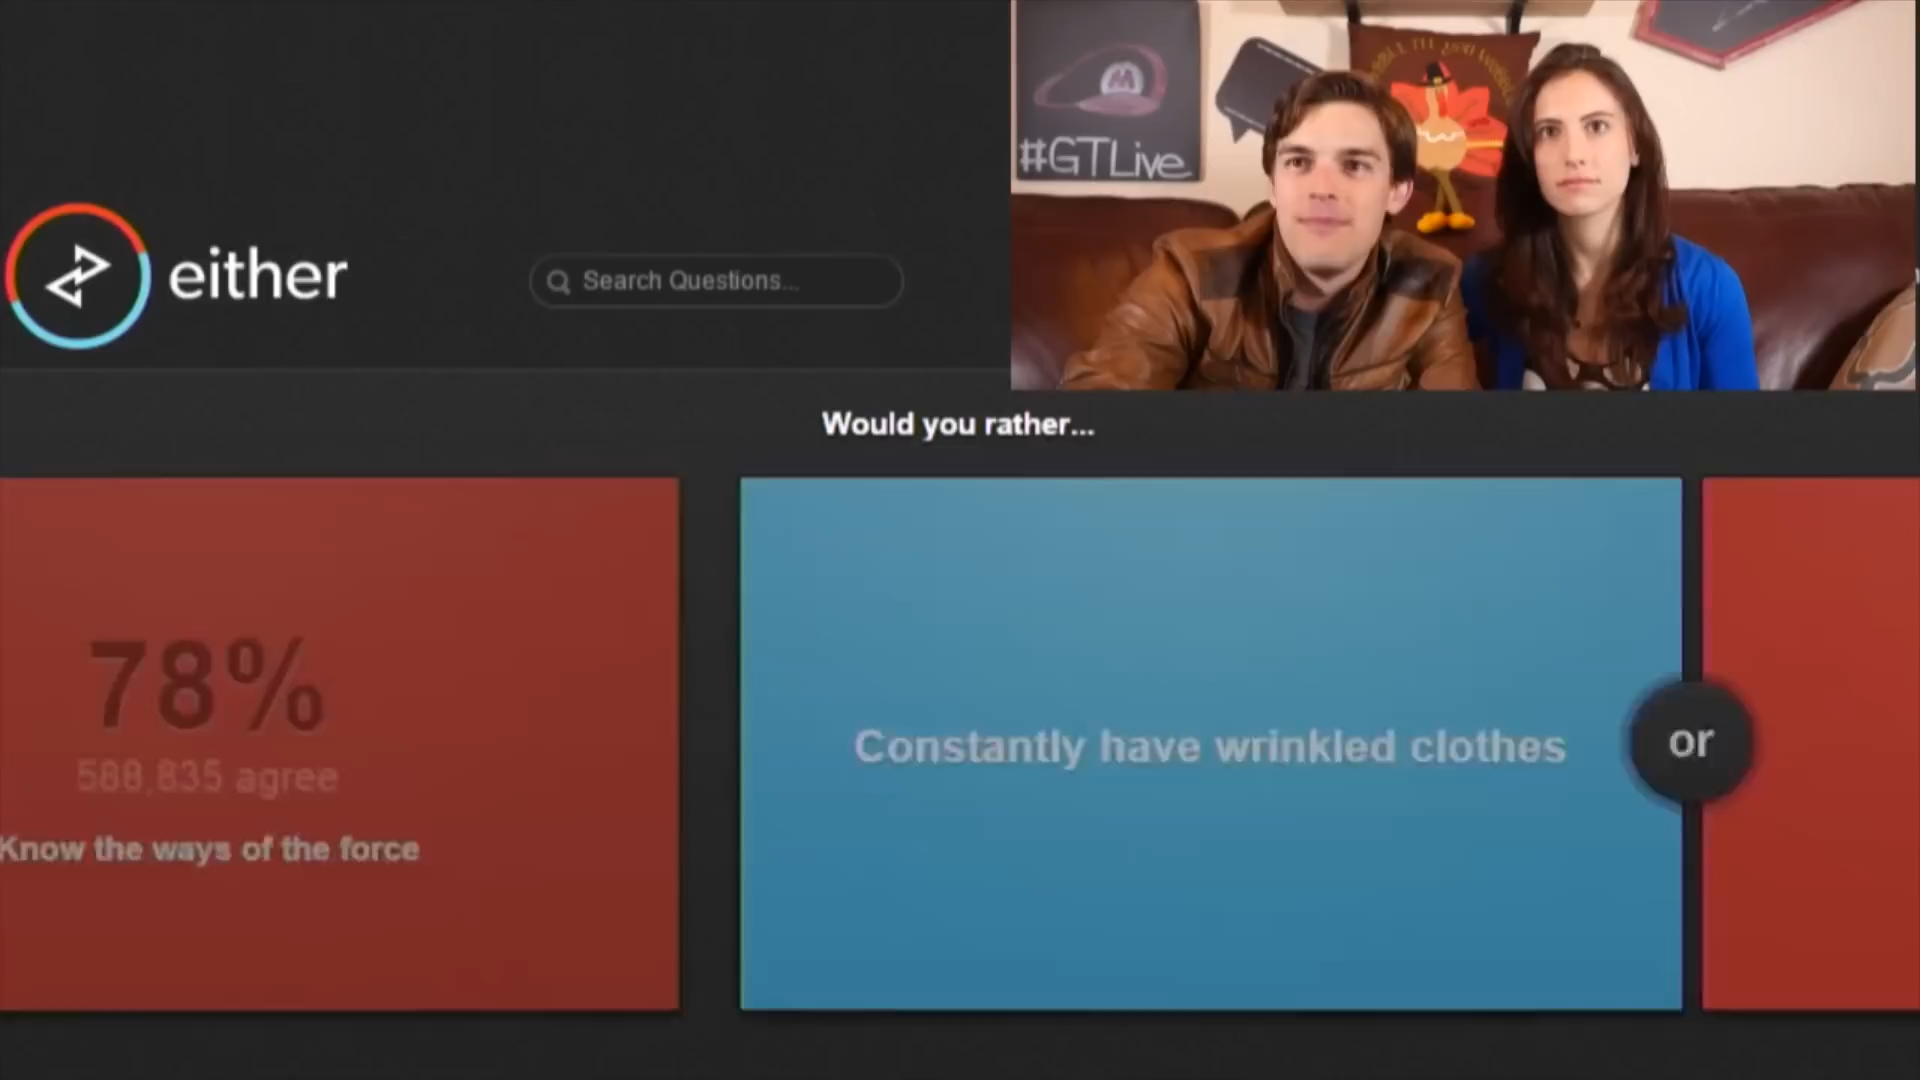 #GTLive
either
Search Questions...
Would you rather...
78%
588,835 agree
Know the ways of the force
Constantly have wrinkled clothes
or